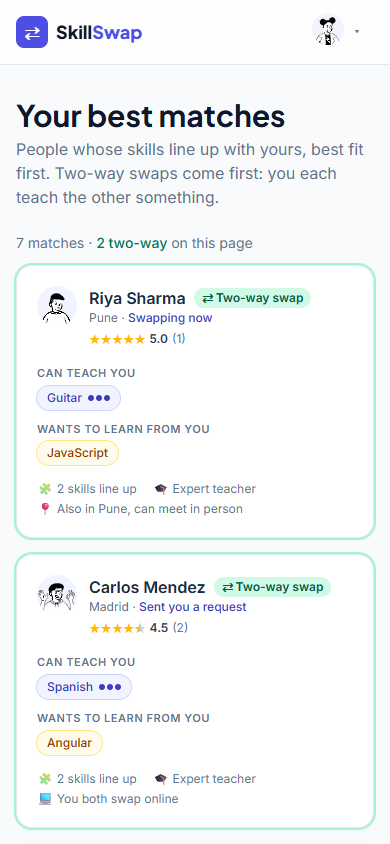 SkillSwap
Your best matches
People whose skills line up with yours, best fit
first. Two-way swaps come first: you each
teach the other something.
7 matches · 2 two-way on this page
Riya Sharma ⇄ Two-way swap
Pune · Swapping now
★★★★★ 5.0 (1)
CAN TEACH YOU
Guitar ●●●
WANTS TO LEARN FROM YOU
JavaScript
🧩 2 skills line up 🎓 Expert teacher
📍 Also in Pune, can meet in person
Carlos Mendez ⇄ Two-way swap
Madrid · Sent you a request
★★★★★ 4.5 (2)
CAN TEACH YOU
Spanish ●●●
WANTS TO LEARN FROM YOU
Angular
🧩 2 skills line up 🎓 Expert teacher
💻 You both swap online